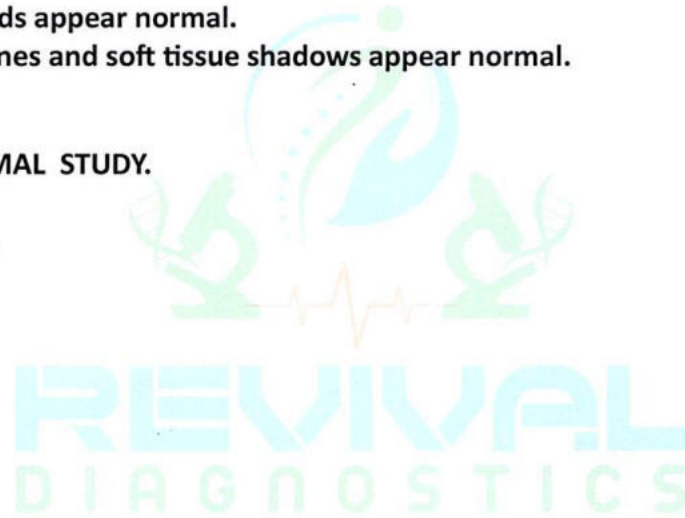 ds appear normal.
nes and soft tissue shadows appear normal.
MAL STUDY.
REVIVAL
DIAGNOSTICS